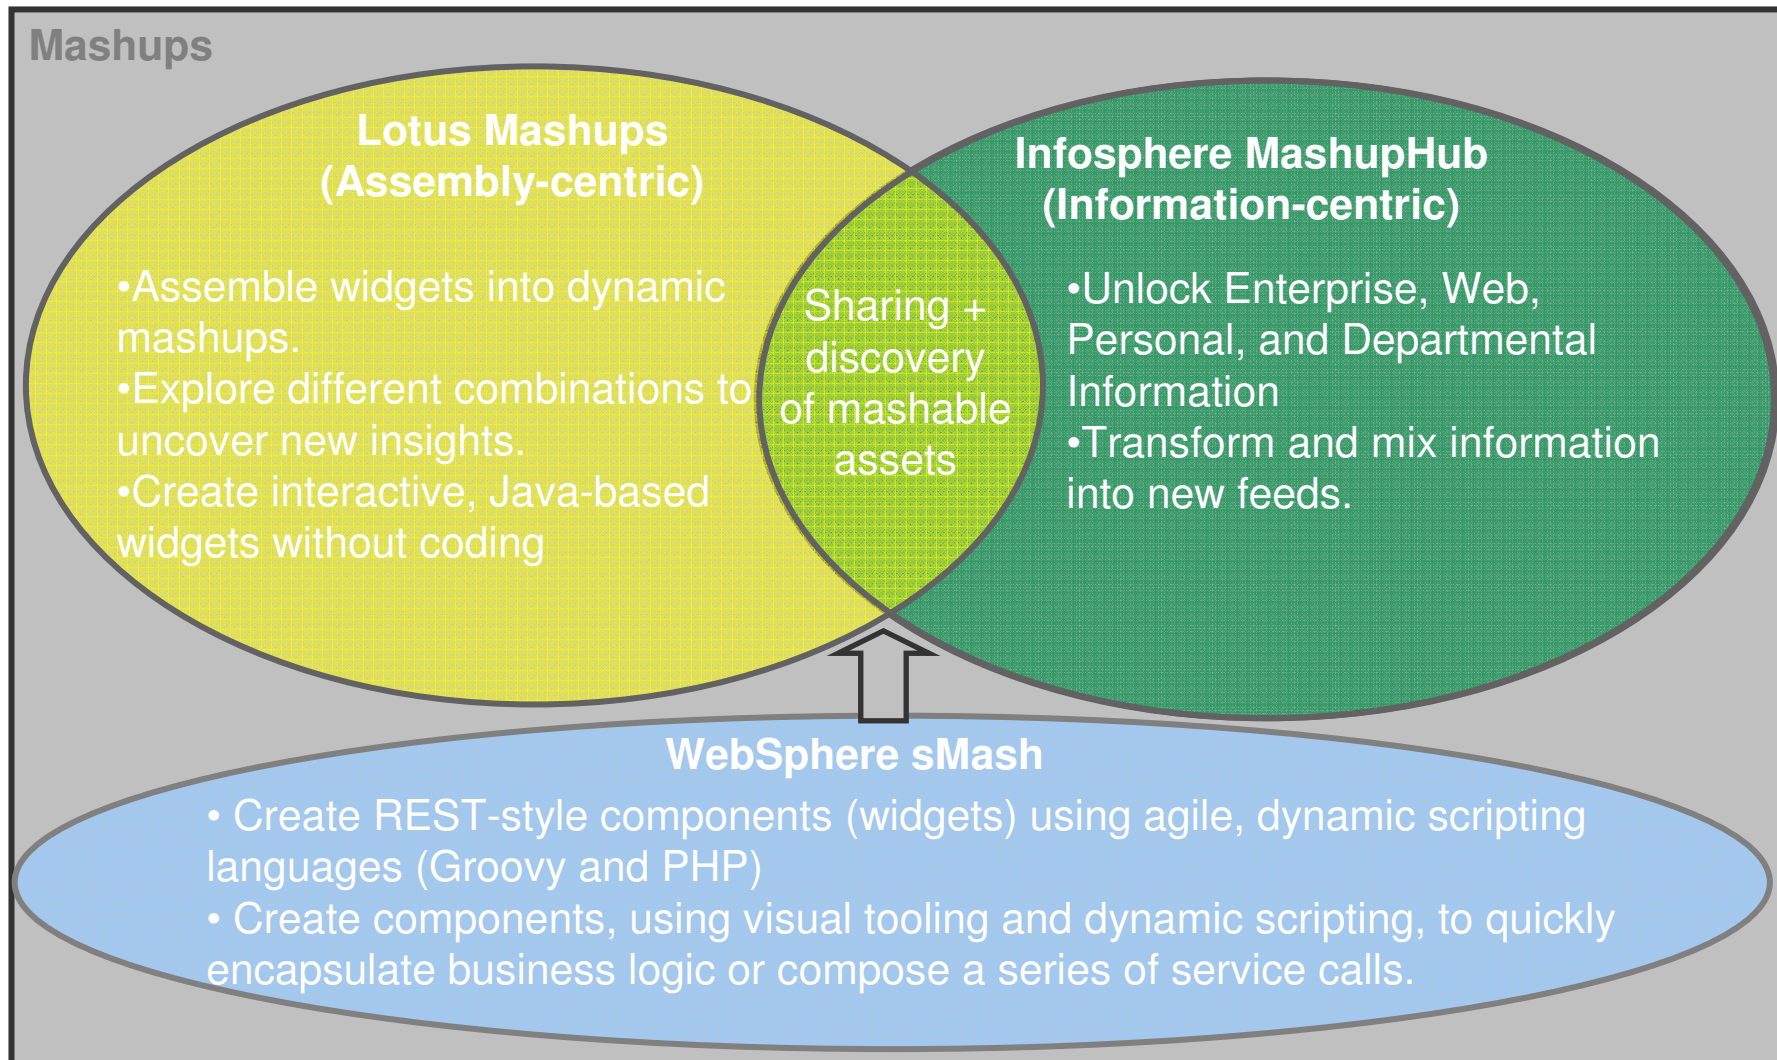 Mashups
Lotus Mashups
(Assembly-centric)
•Assemble widgets into dynamic
mashups.
•Explore different combinations to
uncover new insights.
•Create interactive, Java-based
widgets without coding
Sharing +
discovery
of mashable
assets
Infosphere MashupHub
(Information-centric)
•Unlock Enterprise, Web,
Personal, and Departmental
Information
•Transform and mix information
into new feeds.
WebSphere sMash
• Create REST-style components (widgets) using agile, dynamic scripting
languages (Groovy and PHP)
• Create components, using visual tooling and dynamic scripting, to quickly
encapsulate business logic or compose a series of service calls.